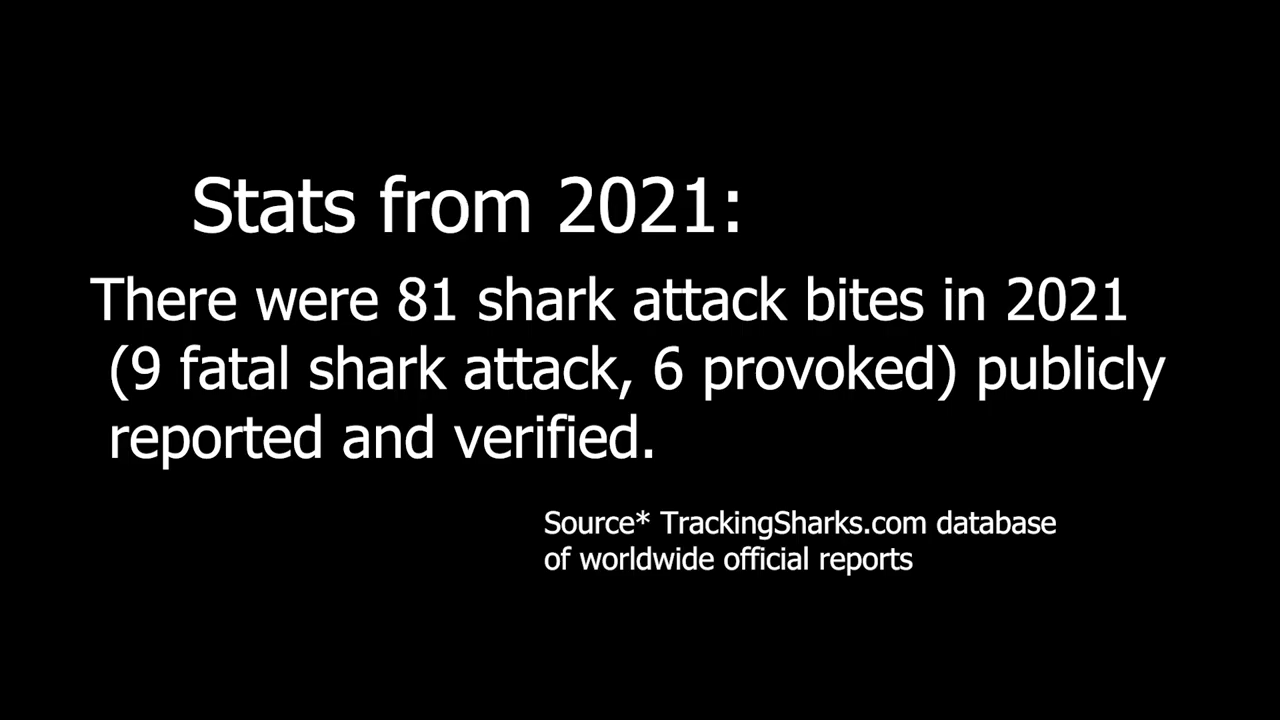 Stats from 2021:
There were 81 shark attack bites in 2021
(9 fatal shark attack, 6 provoked) publicly
reported and verified.
Source* TrackingSharks.com database
of worldwide official reports